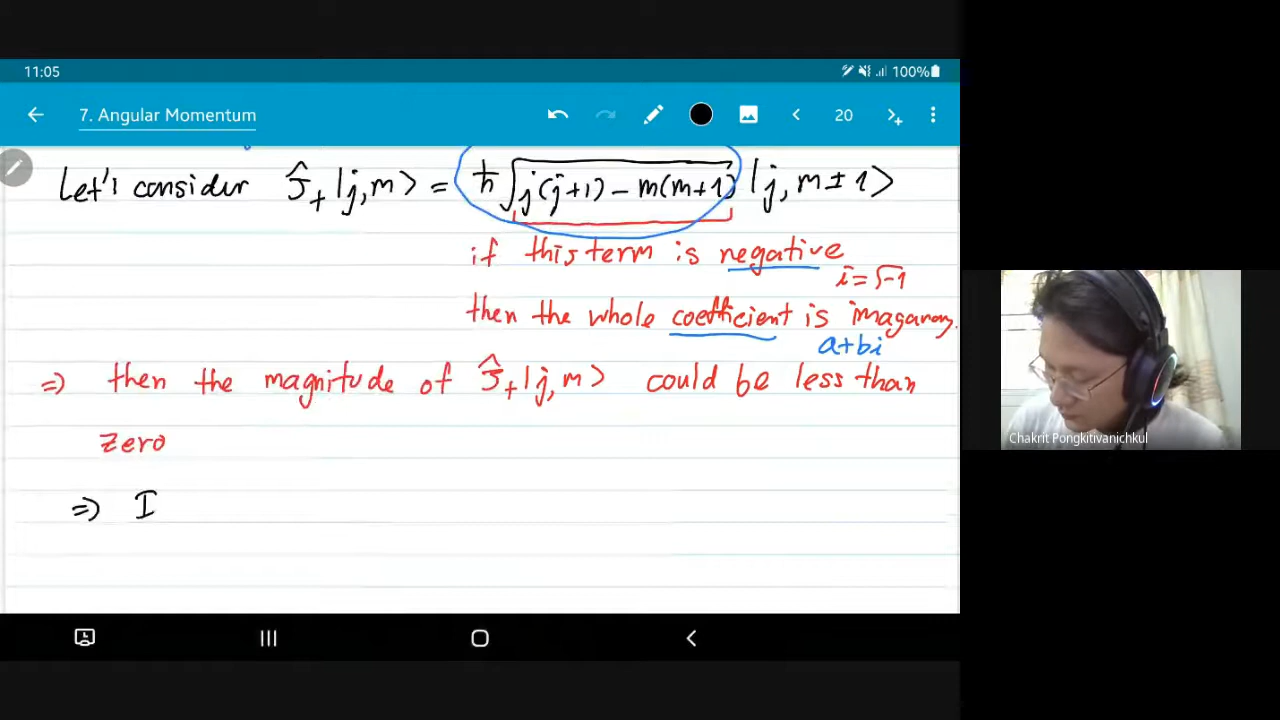 11:05
100%
7. Angular Momentum
20
Let's consider Ĵ₊|j,m> = ħ√(j(j+1) - m(m+1)) |j, m±1>
if this term is negative
i = √-1
then the whole coefficient is imaganary.
a+bi
=> then the magnitude of Ĵ₊|j,m> could be less than
zero
=> I
Chakrit Pongkitivanichkul